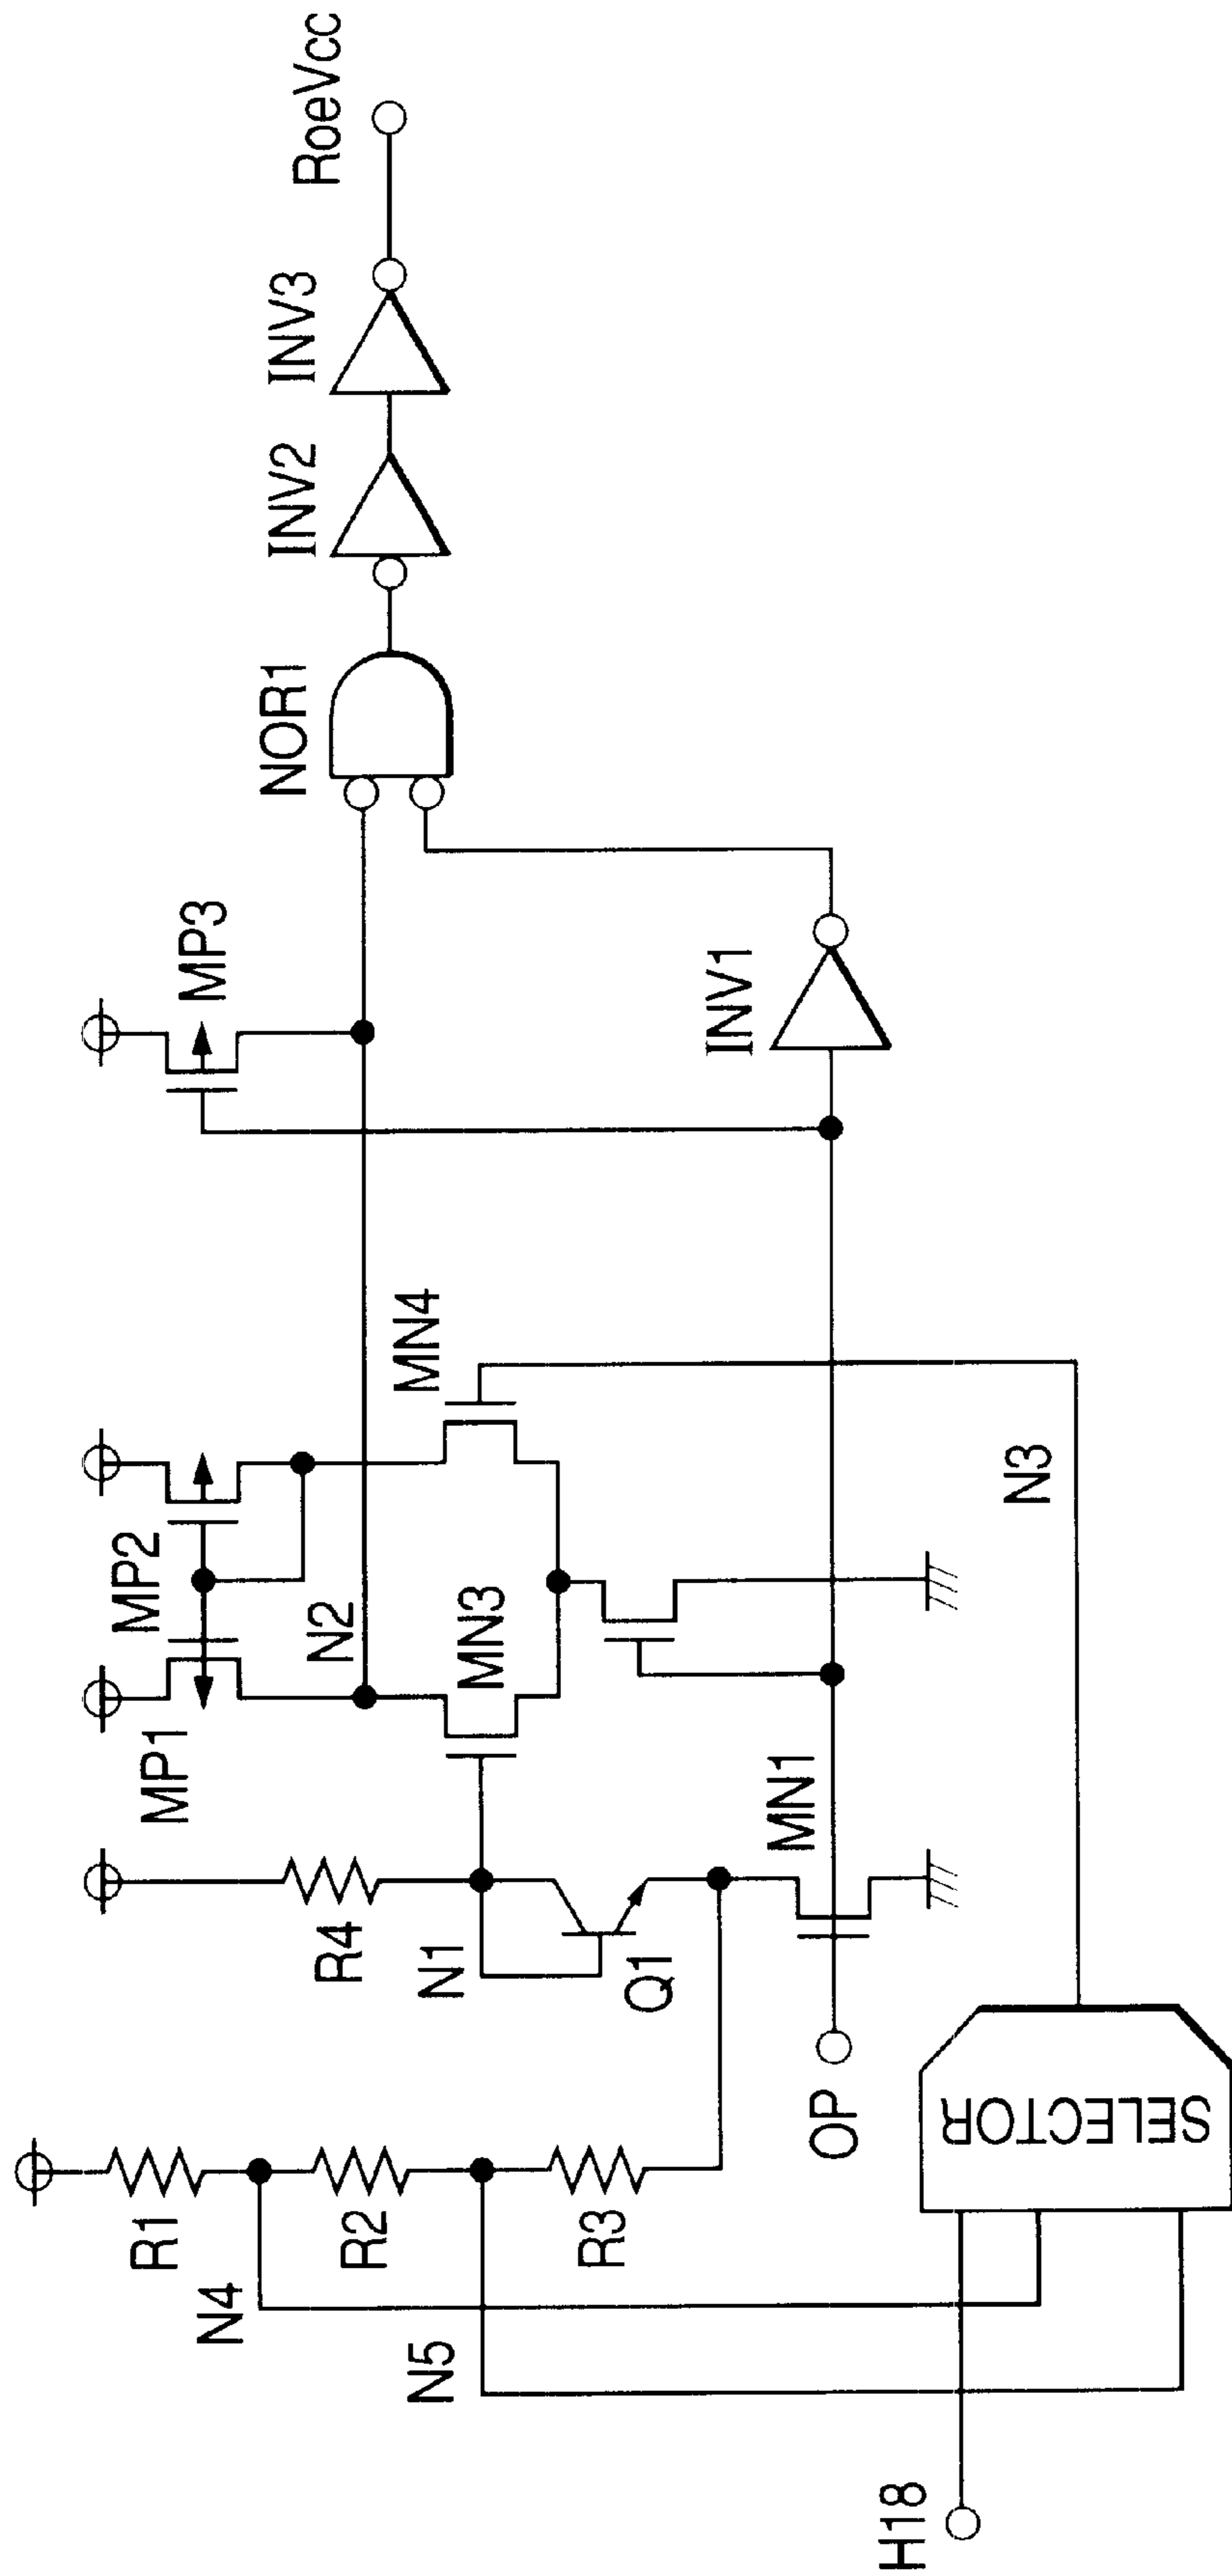 RoeVcc
INV3
INV2
NOR1
MP3
INV1
MN4
MP2
MP1
N2
MN3
N3
R4
N1
Q1
MN1
OP
SELECTOR
R1
R2
R3
N4
N5
H18